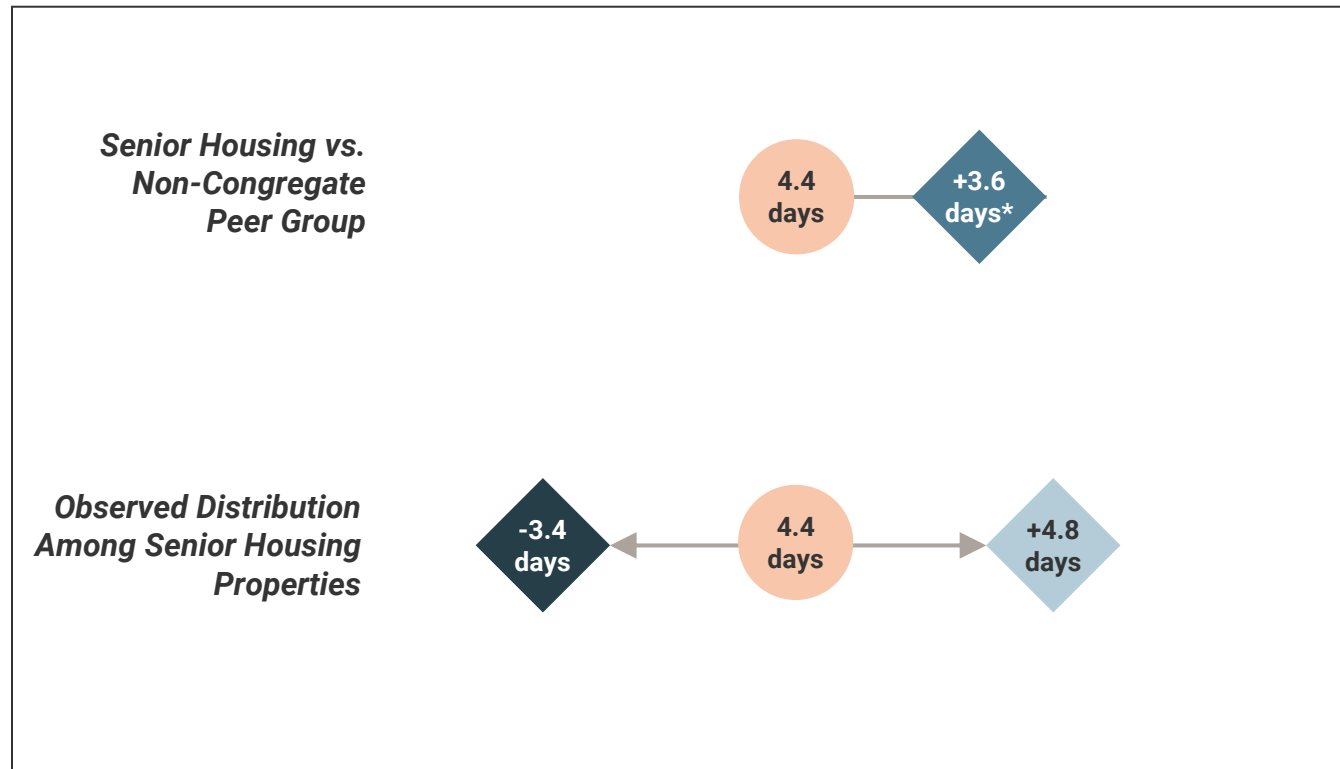 Senior Housing vs.
Non-Congregate
Peer Group
4.4
days
+3.6
days*
Observed Distribution
Among Senior Housing
Properties
-3.4
days
4.4
days
+4.8
days